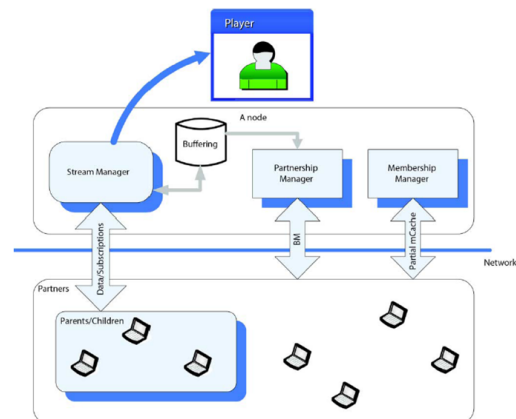 Player
A node
Buffering
Stream Manager
Partnership
Manager
Membership
Manager
Data/Subscriptions
BM
Partial mCache
Network
Partners
Parents/Children